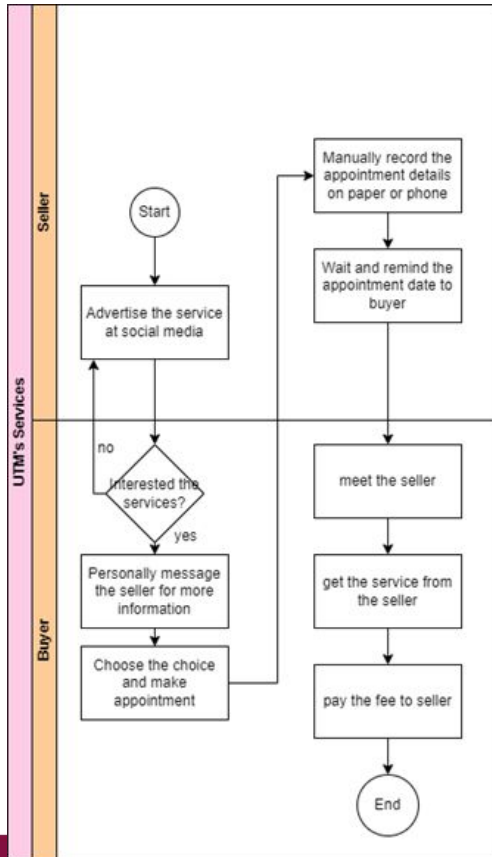 UTM's Services
Seller
Start
Advertise the service
at social media
Manually record the
appointment details
on paper or phone
Wait and remind the
appointment date to
buyer
Buyer
no
Interested the
services?
yes
Personally message
the seller for more
information
Choose the choice
and make
appointment
meet the seller
get the service from
the seller
pay the fee to seller
End